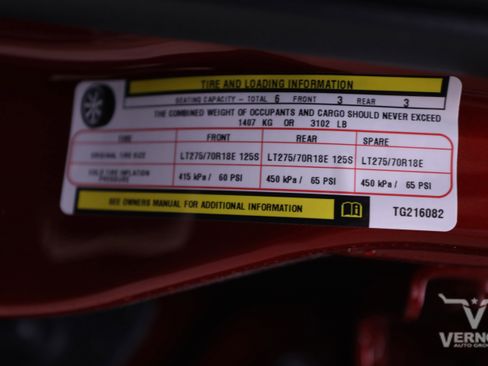 TIRE AND LOADING INFORMATION
SEATING CAPACITY - TOTAL 6 FRONT 3 REAR 3
THE COMBINED WEIGHT OF OCCUPANTS AND CARGO SHOULD NEVER EXCEED
1407 KG OR 3102 LB
TIRE FRONT REAR SPARE
ORIGINAL TIRE SIZE LT275/70R18E 125S LT275/70R18E 125S LT275/70R18E
COLD TIRE INFLATION PRESSURE 415 kPa / 60 PSI 450 kPa / 65 PSI 450 kPa / 65 PSI
SEE OWNERS MANUAL FOR ADDITIONAL INFORMATION
TG216082
AUTO GROU